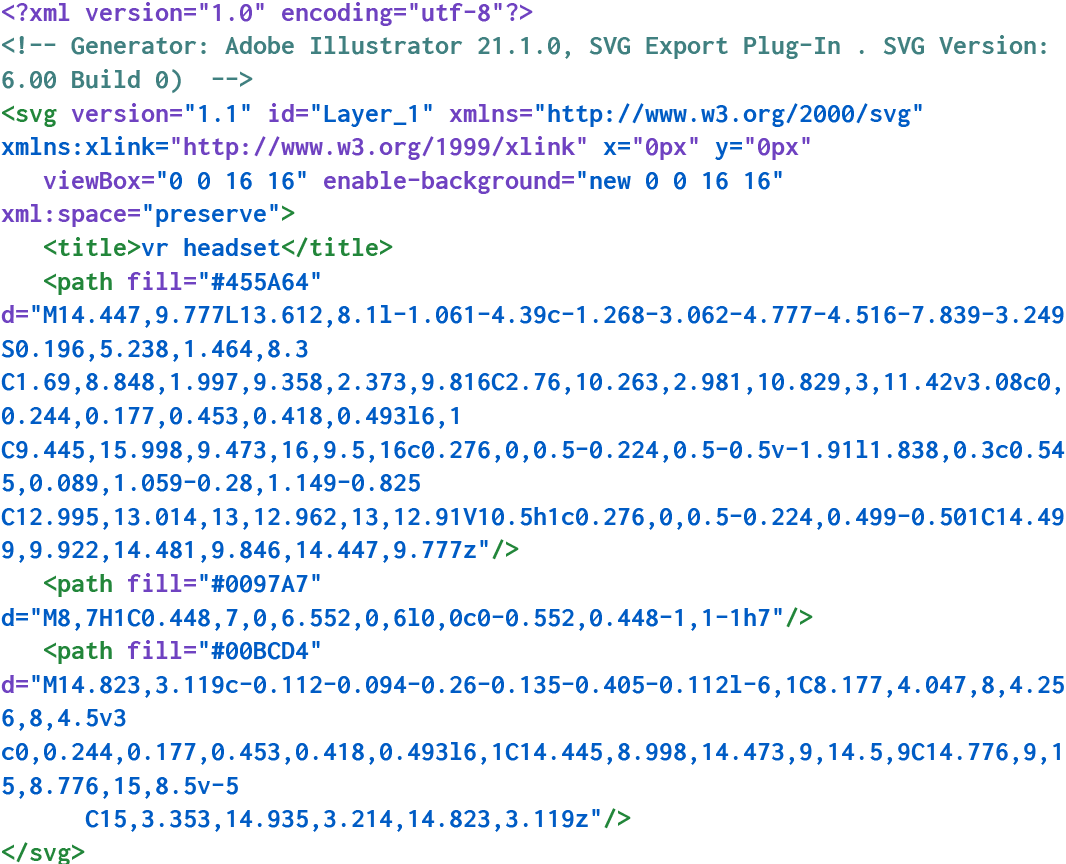 <?xml version="1.0" encoding="utf-8"?>
<!-- Generator: Adobe Illustrator 21.1.0, SVG Export Plug-In . SVG Version:
6.00 Build 0)  -->
<svg version="1.1" id="Layer_1" xmlns="http://www.w3.org/2000/svg"
xmlns:xlink="http://www.w3.org/1999/xlink" x="0px" y="0px"
   viewBox="0 0 16 16" enable-background="new 0 0 16 16"
xml:space="preserve">
   <title>vr headset</title>
   <path fill="#455A64"
d="M14.447,9.777L13.612,8.1l-1.061-4.39c-1.268-3.062-4.777-4.516-7.839-3.249
S0.196,5.238,1.464,8.3
C1.69,8.848,1.997,9.358,2.373,9.816C2.76,10.263,2.981,10.829,3,11.42v3.08c0,
0.244,0.177,0.453,0.418,0.493l6,1
C9.445,15.998,9.473,16,9.5,16c0.276,0,0.5-0.224,0.5-0.5v-1.91l1.838,0.3c0.54
5,0.089,1.059-0.28,1.149-0.825
C12.995,13.014,13,12.962,13,12.91V10.5h1c0.276,0,0.5-0.224,0.499-0.501C14.49
9,9.922,14.481,9.846,14.447,9.777z"/>
   <path fill="#0097A7"
d="M8,7H1C0.448,7,0,6.552,0,6l0,0c0-0.552,0.448-1,1-1h7"/>
   <path fill="#00BCD4"
d="M14.823,3.119c-0.112-0.094-0.26-0.135-0.405-0.112l-6,1C8.177,4.047,8,4.25
6,8,4.5v3
c0,0.244,0.177,0.453,0.418,0.493l6,1C14.445,8.998,14.473,9,14.5,9C14.776,9,1
5,8.776,15,8.5v-5
      C15,3.353,14.935,3.214,14.823,3.119z"/>
</svg>